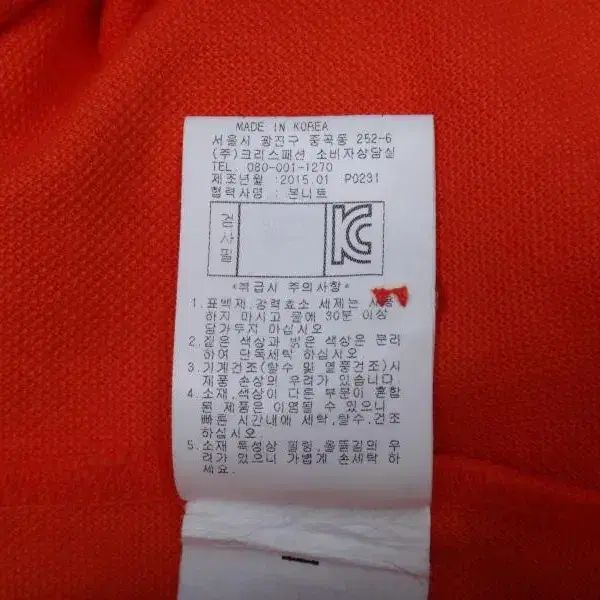 MADE IN KOREA
서울시 광진구 중곡동 252-6
(주)크리스패션 소비자상담실
TEL. 080-001-1270
제조년월 :2015.01 P0231
협력사명 : 본니트
검사필
KC
*취급시 주의사항*
1.표백제,강력효소 세제는 사용
하지 마시고 물에 30분 이상
담가두지 마십시오
2.짙은 색상과 밝은 색상은 분리
하여 단독세탁 하십시오
3.기계건조(탈수 및 열풍건조)시
제품 손상의 우려가 있습니다.
4.소재,색상이 다른 부분이 혼합
된 제품은 이염될 수 있으니
빠른 시간내에 세탁,탈수,건조
하십시오.
5.소재 특성상 필링,올뜯김의 우
려가 있으니 가볍게 손세탁 하
세요.